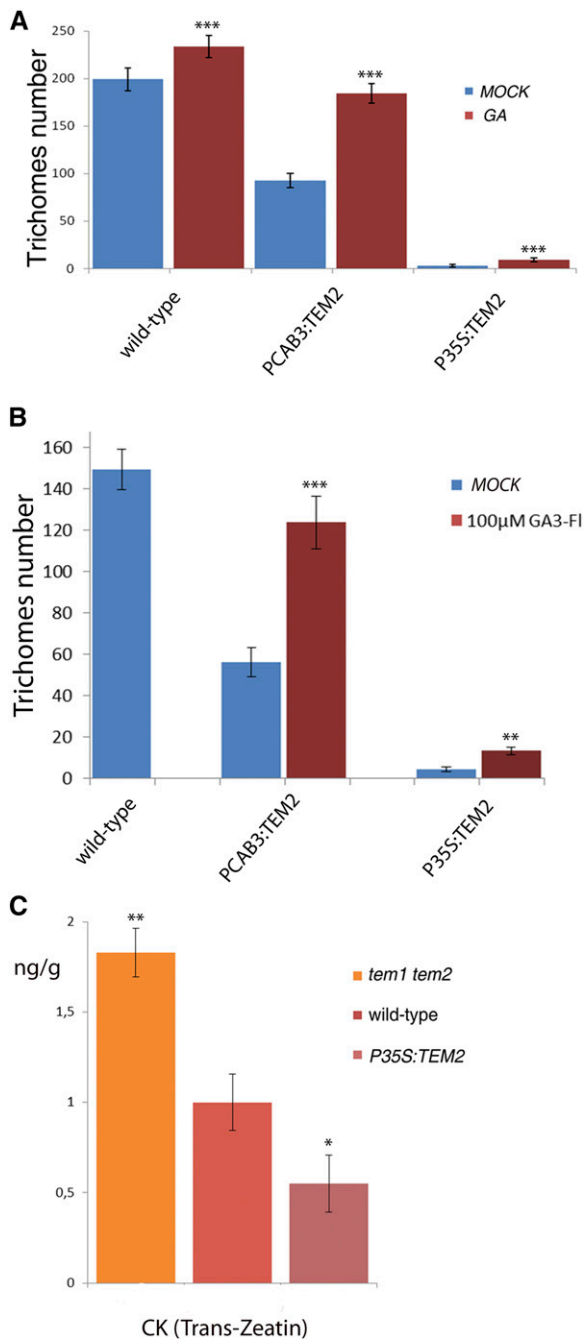 A
Trichomes number
250
200
150
100
50
0
***
***
***
MOCK
GA
wild-type
PCAB3:TEM2
P35S:TEM2
B
Trichomes number
160
140
120
100
80
60
40
20
0
***
**
MOCK
100µM GA3-Fl
wild-type
PCAB3:TEM2
P35S:TEM2
C
ng/g
2
1,5
1
0,5
0
**
*
tem1 tem2
wild-type
P35S:TEM2
CK (Trans-Zeatin)